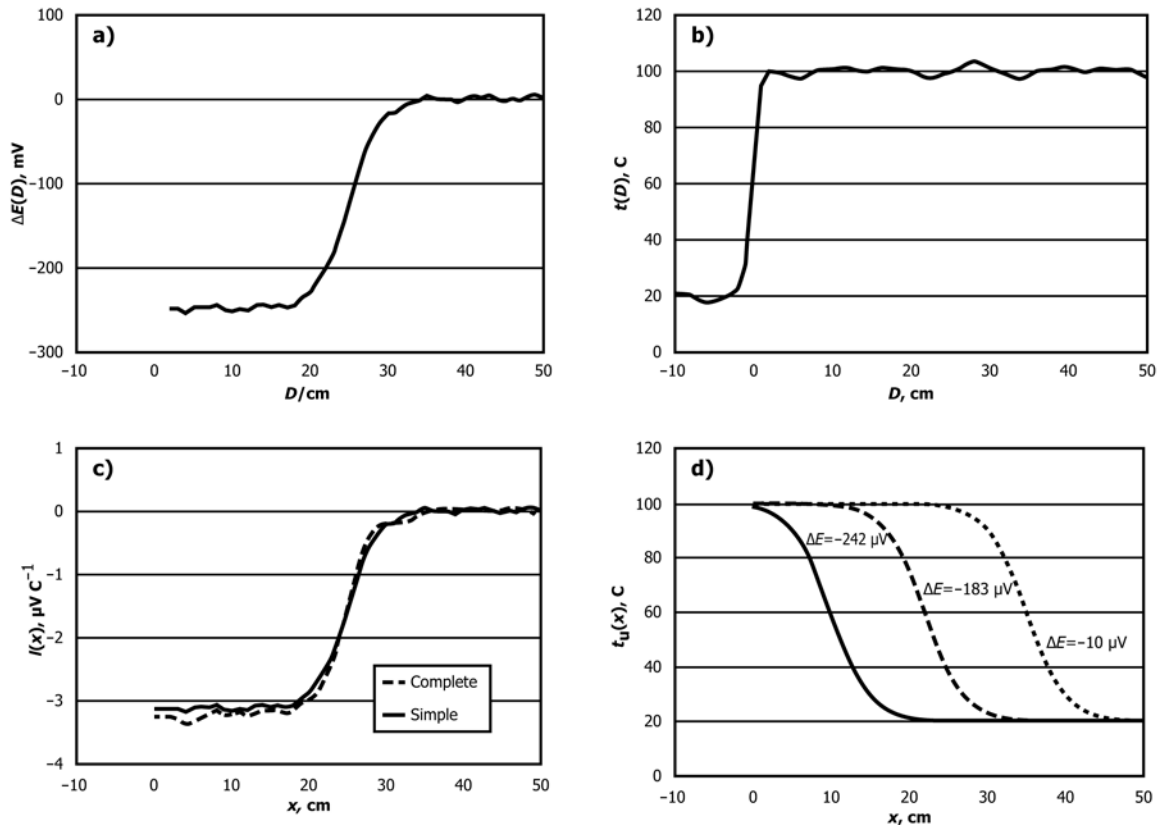 a)
100
0
−100
−200
−300
ΔE(D), mV
−10 0 10 20 30 40 50
D/cm
b)
120
100
80
60
40
20
0
t(D), C
−10 0 10 20 30 40 50
D, cm
c)
1
0
−1
−2
−3
−4
I(x), μV C⁻¹
Complete
Simple
−10 0 10 20 30 40 50
x, cm
d)
120
100
80
60
40
20
0
tu(x), C
ΔE=−242 μV
ΔE=−183 μV
ΔE=−10 μV
−10 0 10 20 30 40 50
x, cm